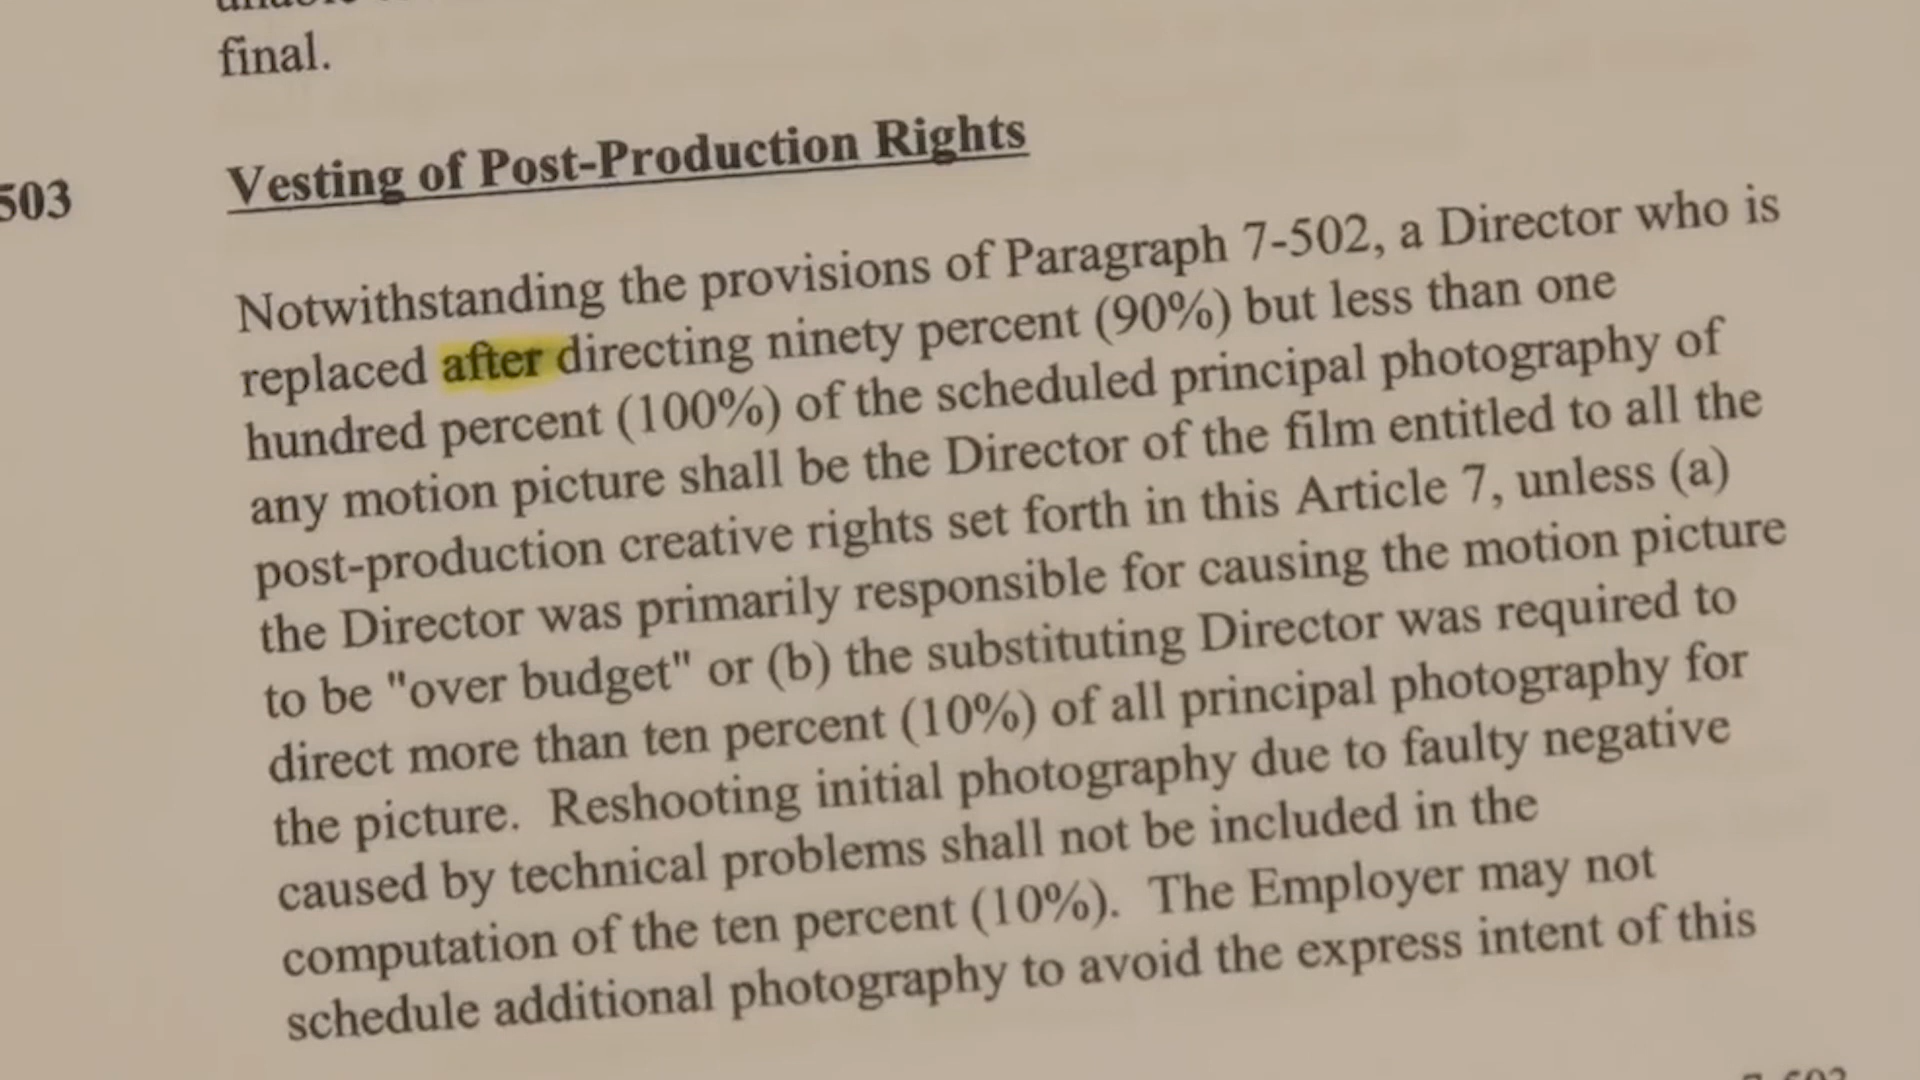 final.
503 Vesting of Post-Production Rights
Notwithstanding the provisions of Paragraph 7-502, a Director who is
replaced after directing ninety percent (90%) but less than one
hundred percent (100%) of the scheduled principal photography of
any motion picture shall be the Director of the film entitled to all the
post-production creative rights set forth in this Article 7, unless (a)
the Director was primarily responsible for causing the motion picture
to be "over budget" or (b) the substituting Director was required to
direct more than ten percent (10%) of all principal photography for
the picture. Reshooting initial photography due to faulty negative
caused by technical problems shall not be included in the
computation of the ten percent (10%). The Employer may not
schedule additional photography to avoid the express intent of this